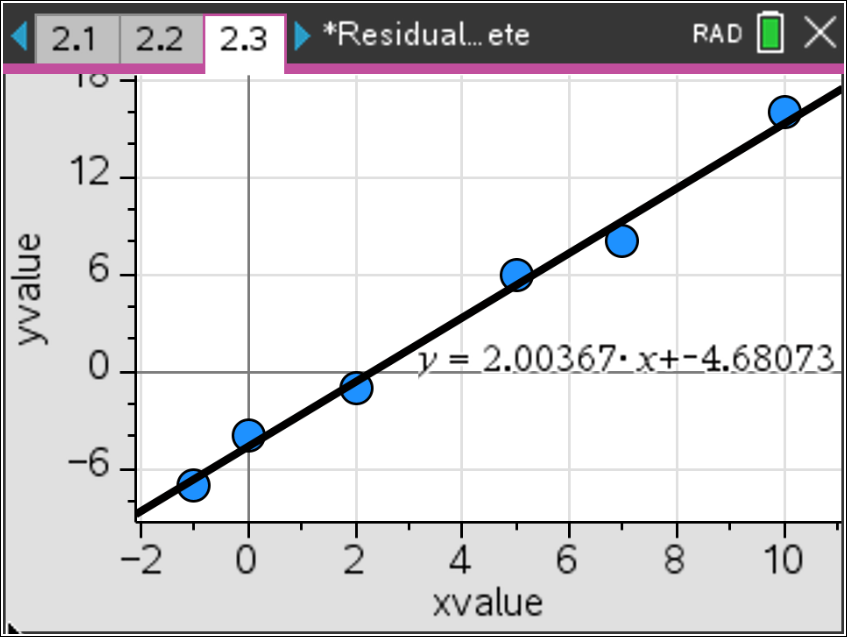 2.1 2.2 2.3 *Residual...ete RAD
18
12
6
0
−6
yvalue
y = 2.00367· x+-4.68073
−2 0 2 4 6 8 10
xvalue